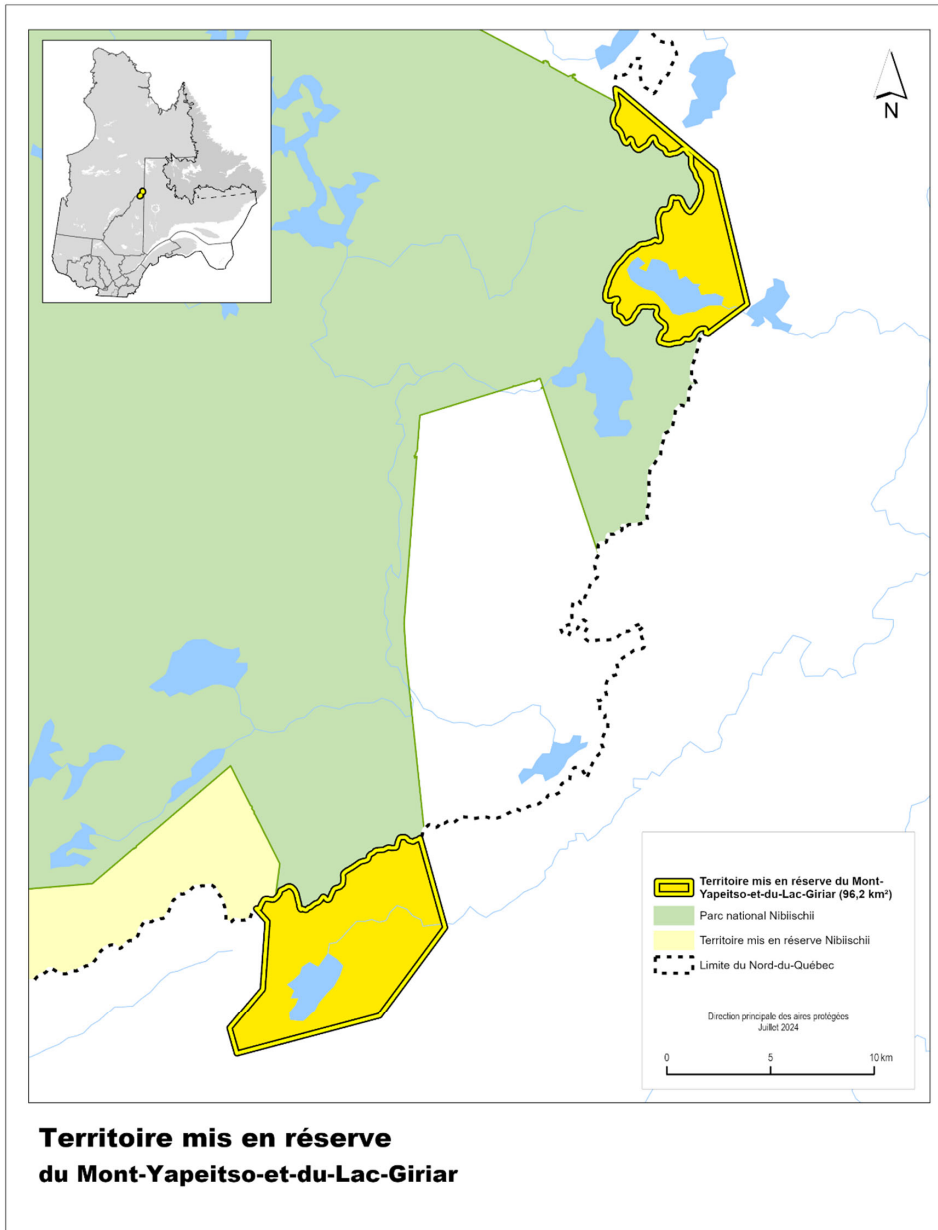 N
Territoire mis en réserve du Mont-
Yapeitso-et-du-Lac-Giriar (96,2 km²)
Parc national Nibiischii
Territoire mis en réserve Nibiischii
Limite du Nord-du-Québec
Direction principale des aires protégées
Juillet 2024
0 5 10 km
Territoire mis en réserve
du Mont-Yapeitso-et-du-Lac-Giriar